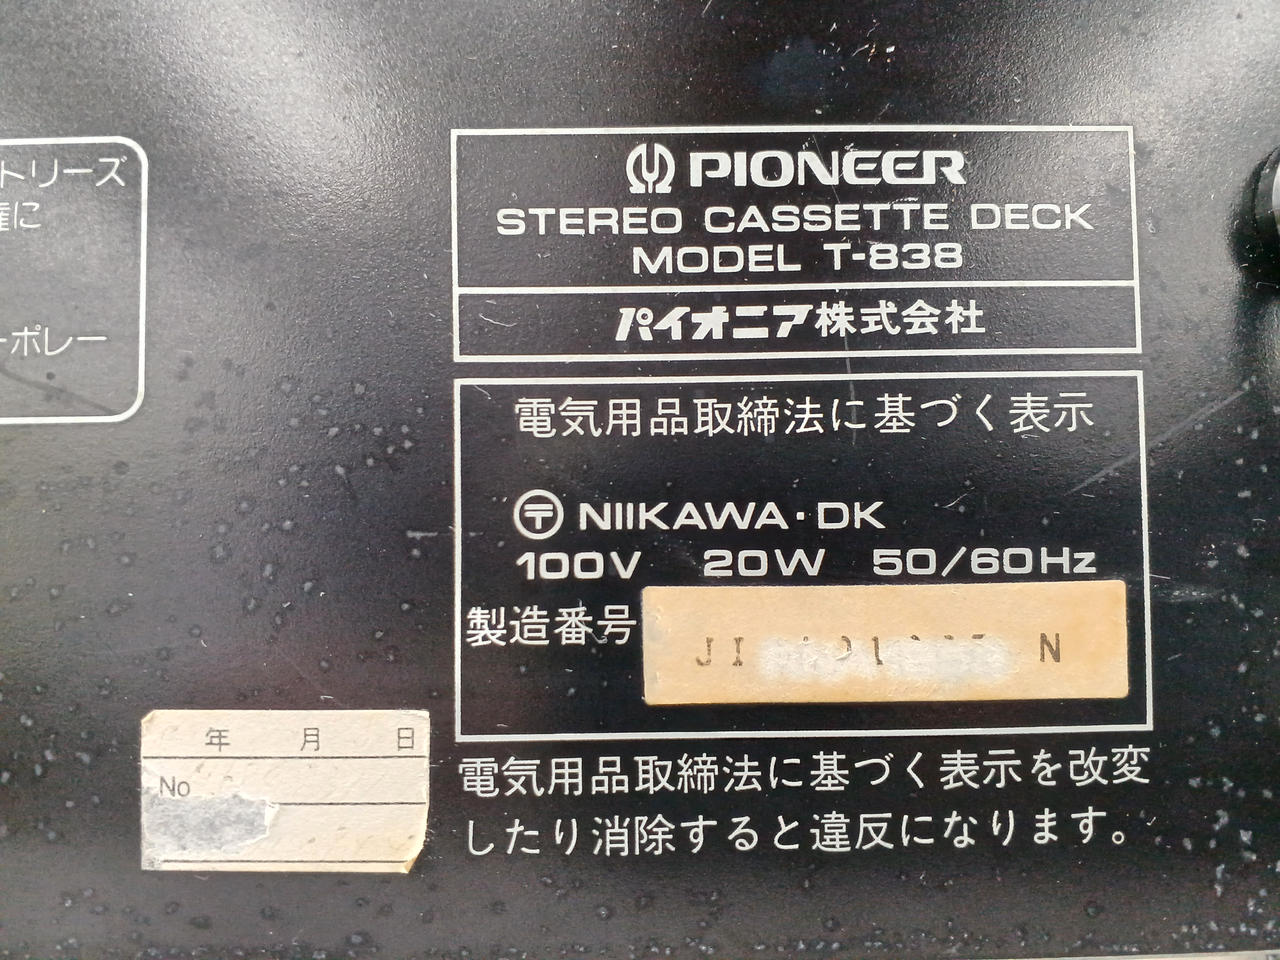 トリーズ
権に
ーポレー
PIONEER
STEREO CASSETTE DECK
MODEL T-838
パイオニア株式会社
電気用品取締法に基づく表示
〒 NIIKAWA・DK
100V 20W 50/60Hz
製造番号 JI N
年 月 日
No
電気用品取締法に基づく表示を改変
したり消除すると違反になります。